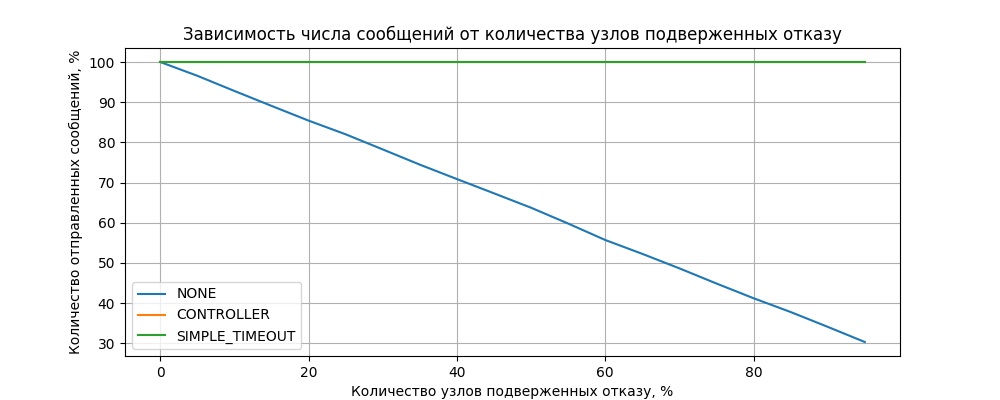 Зависимость числа сообщений от количества узлов подверженных отказу
Количество отправленных сообщений, %
100
90
80
70
60
50
40
30
NONE
CONTROLLER
SIMPLE_TIMEOUT
0
20
40
60
80
Количество узлов подверженных отказу, %